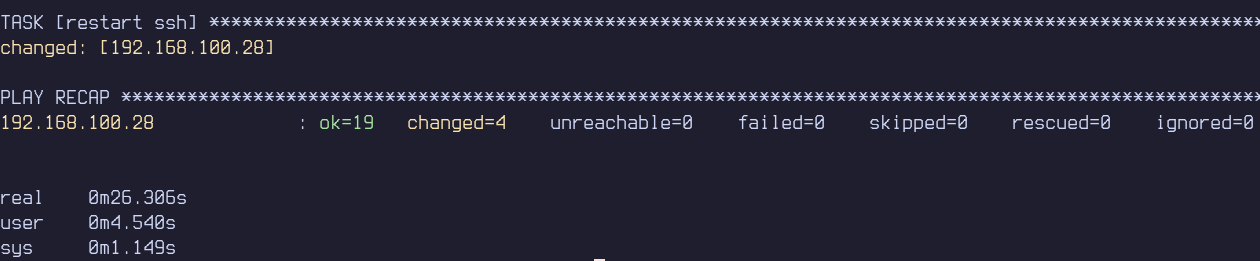 TASK [restart ssh] ************************************************************************************************
changed: [192.168.100.28]
PLAY RECAP ********************************************************************************************************
192.168.100.28 : ok=19 changed=4 unreachable=0 failed=0 skipped=0 rescued=0 ignored=0
real 0m26.306s
user 0m4.540s
sys 0m1.149s